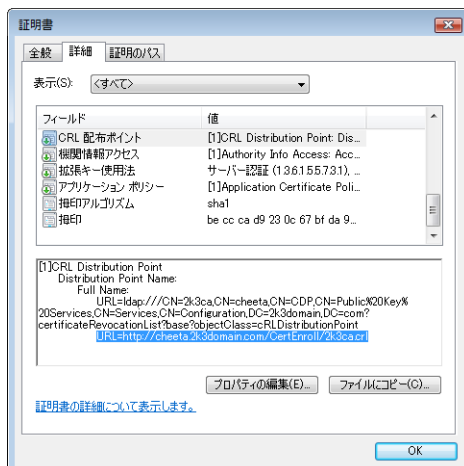 証明書
全般 詳細 証明のパス
表示(S): <すべて>
フィールド 値
CRL 配布ポイント [1]CRL Distribution Point: Dis...
機関情報アクセス [1]Authority Info Access: Acc...
拡張キー使用法 サーバー認証 (1.3.6.1.5.5.7.3.1), ...
アプリケーション ポリシー [1]Application Certificate Poli...
拇印アルゴリズム sha1
拇印 be cc ca d9 23 0c 67 bf da 9...
[1]CRL Distribution Point
Distribution Point Name:
Full Name:
URL=ldap:///CN=2k3ca,CN=cheeta,CN=CDP,CN=Public%20Key%
20Services,CN=Services,CN=Configuration,DC=2k3domain,DC=com?
certificateRevocationList?base?objectClass=cRLDistributionPoint
URL=http://cheeta.2k3domain.com/CertEnroll/2k3ca.crl
プロパティの編集(E)... ファイルにコピー(C)...
証明書の詳細について表示します。
OK